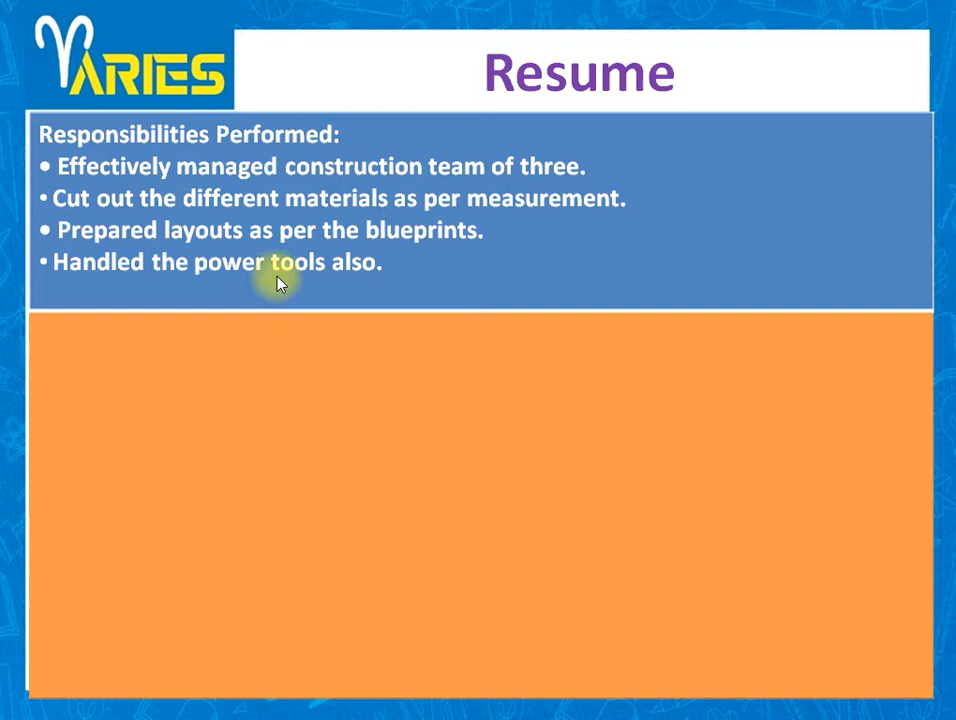 ARIES
Resume
Responsibilities Performed:
• Effectively managed construction team of three.
• Cut out the different materials as per measurement.
• Prepared layouts as per the blueprints.
• Handled the power tools also.